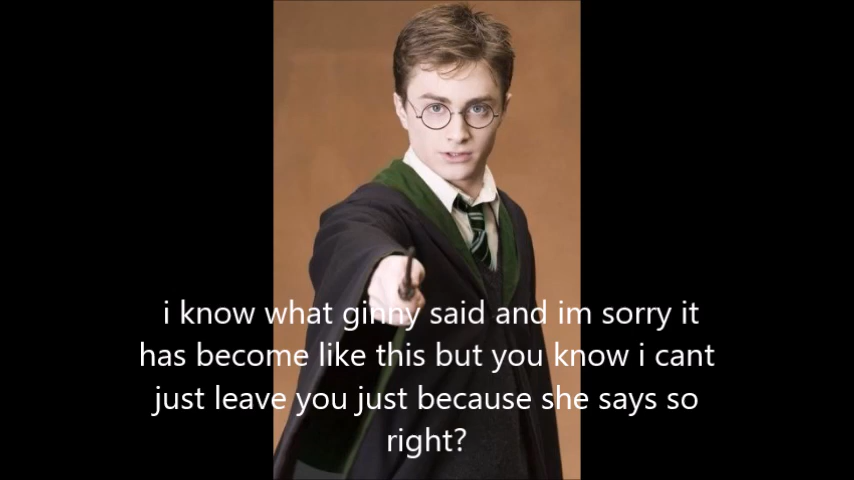 i know what ginny said and im sorry it
has become like this but you know i cant
just leave you just because she says so
right?